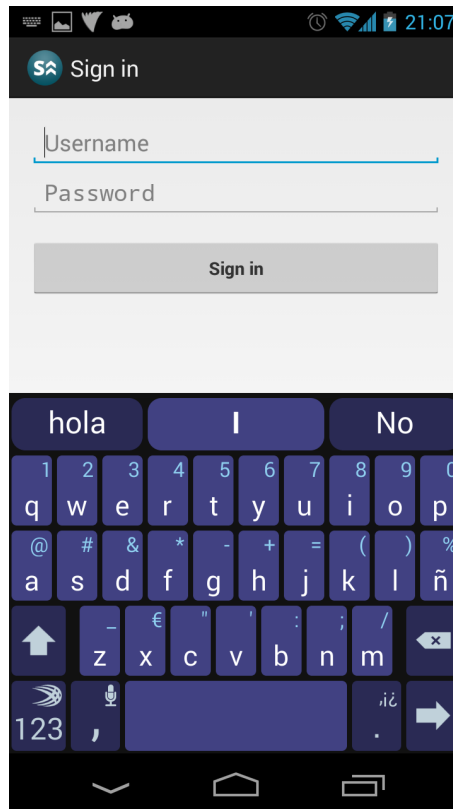 21:07
S Sign in
Username
Password
Sign in
hola I No
1 2 3 4 5 6 7 8 9 0
q w e r t y u i o p
@ # & * - + = ( ) %
a s d f g h j k l ñ
_ € " ' : ; /
z x c v b n m
,¡¿
123 , .